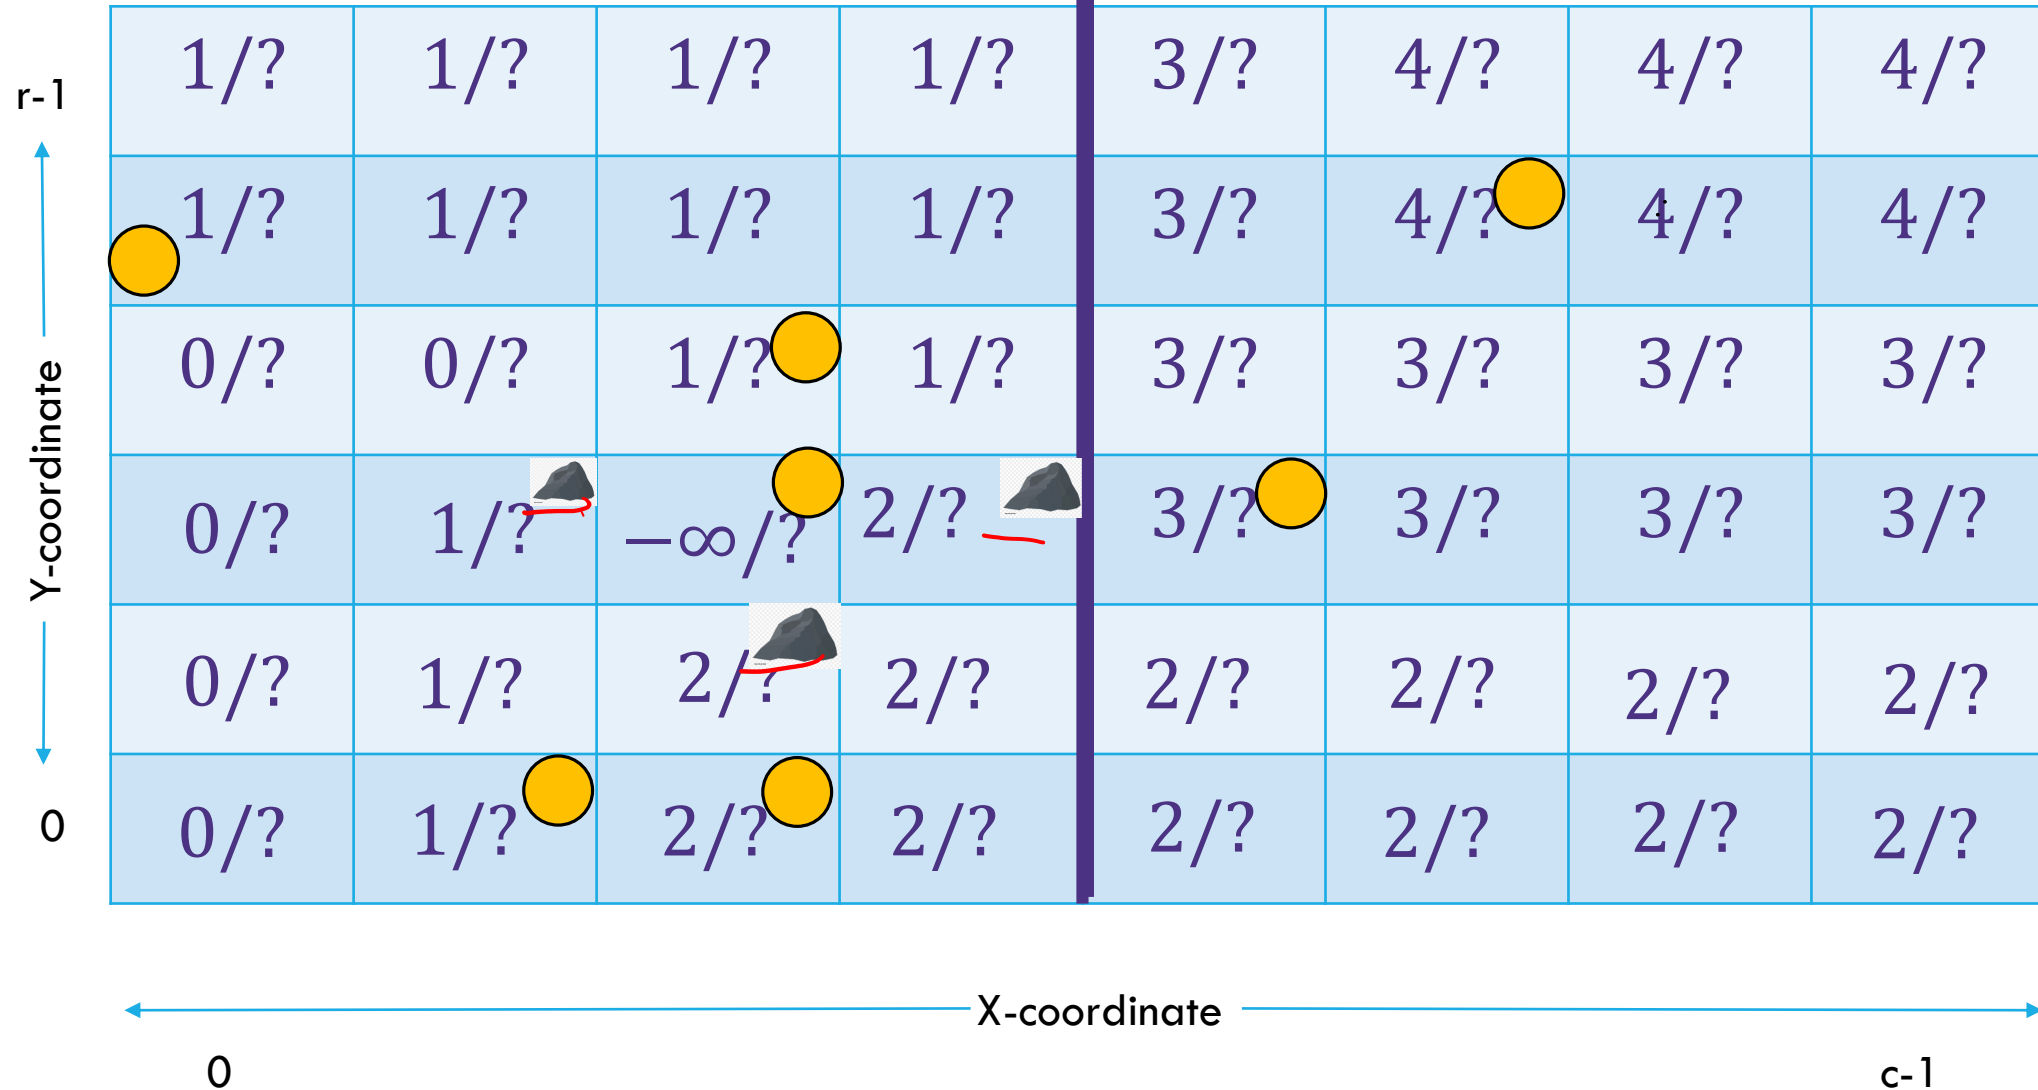 1/? 1/? 1/? 1/? 3/? 4/? 4/? 4/?
r-1
1/? 1/? 1/? 1/? 3/? 4/? 4/? 4/?
0/? 0/? 1/? 1/? 3/? 3/? 3/? 3/?
Y-coordinate
0/? 1/? −∞/? 2/? 3/? 3/? 3/? 3/?
0/? 1/? 2/? 2/? 2/? 2/? 2/? 2/?
0
0/? 1/? 2/? 2/? 2/? 2/? 2/? 2/?
X-coordinate
0 c-1